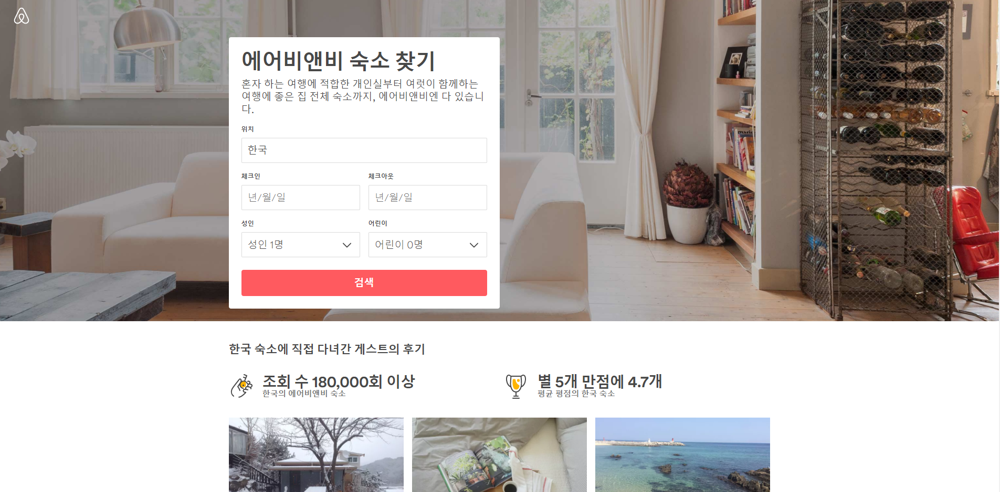 에어비앤비 숙소 찾기
혼자 하는 여행에 적합한 개인실부터 여럿이 함께하는
여행에 좋은 집 전체 숙소까지, 에어비앤비엔 다 있습니
다.
위치
한국
체크인
체크아웃
년/월/일
년/월/일
성인
어린이
성인 1명
어린이 0명
검색
한국 숙소에 직접 다녀간 게스트의 후기
조회 수 180,000회 이상
한국의 에어비앤비 숙소
별 5개 만점에 4.7개
평균 평점의 한국 숙소